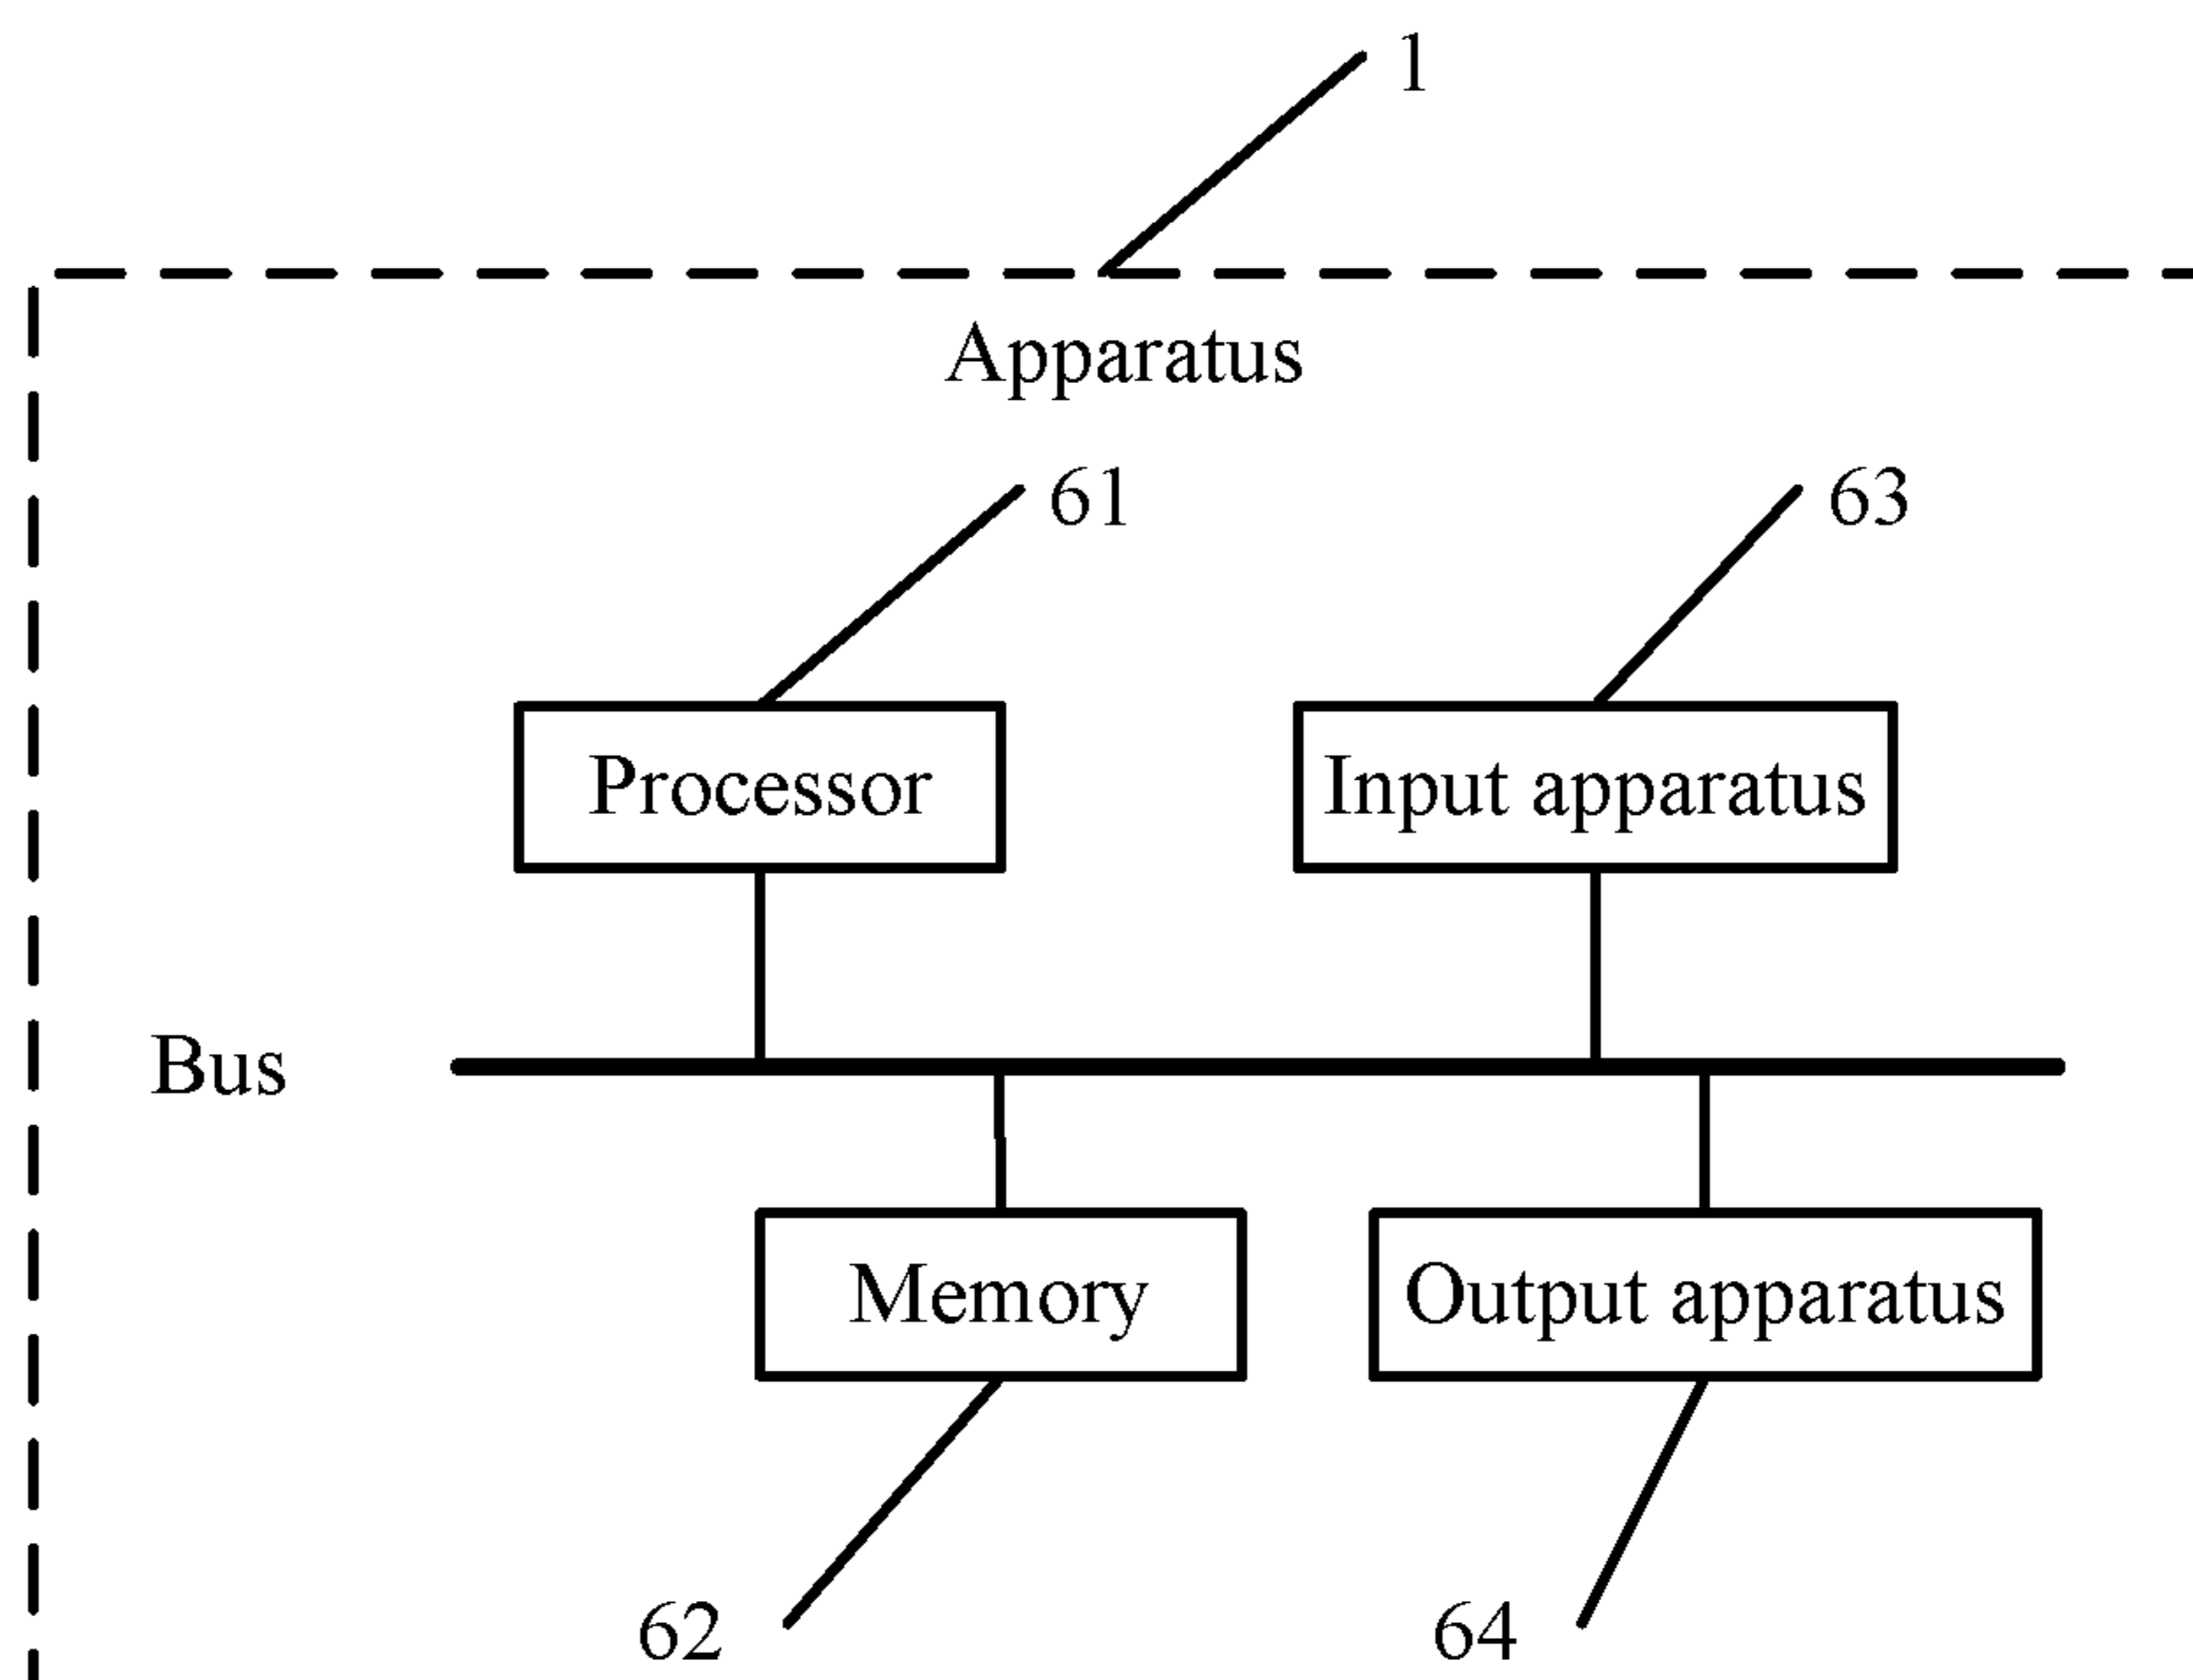 1
Apparatus
61
63
Processor
Input apparatus
Bus
Memory
Output apparatus
62
64